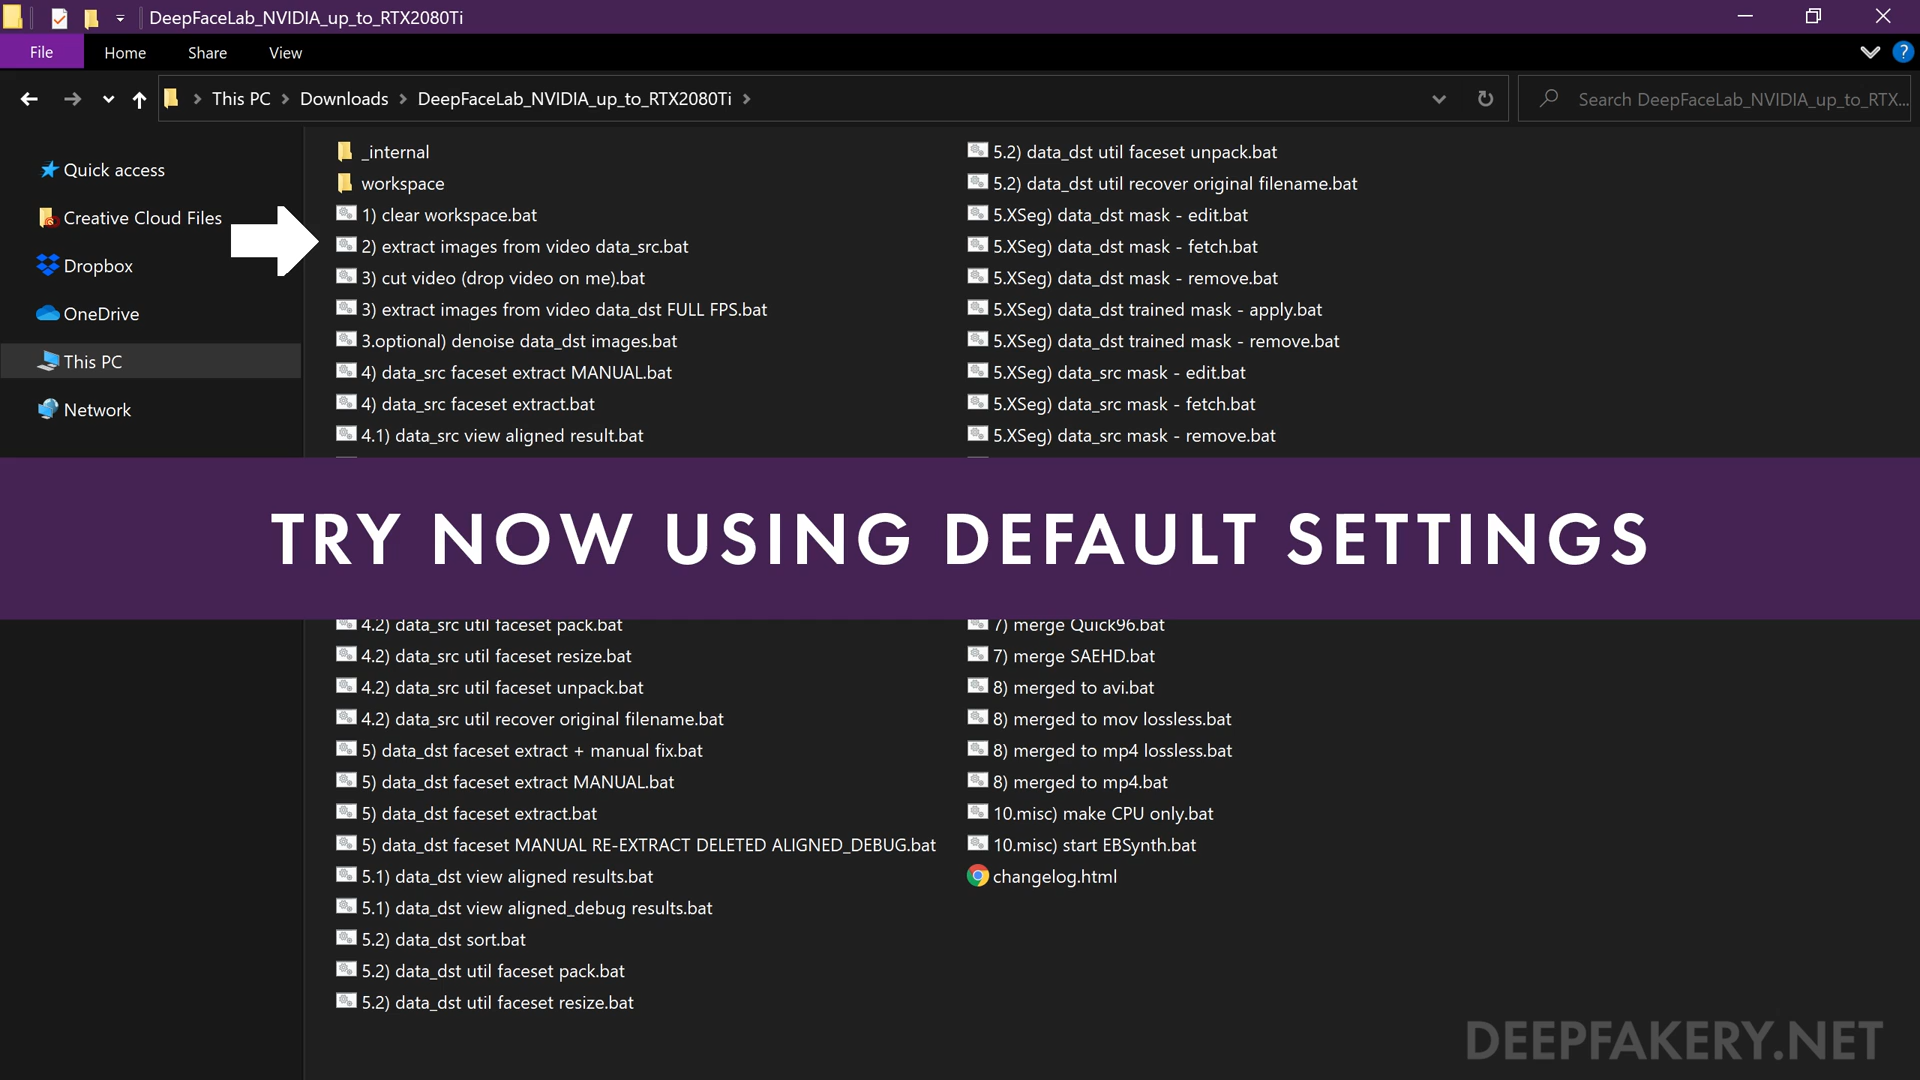 DeepFaceLab_NVIDIA_up_to_RTX2080Ti
File Home Share View
This PC Downloads DeepFaceLab_NVIDIA_up_to_RTX2080Ti
Search DeepFaceLab_NVIDIA_up_to_RTX...
Quick access
Creative Cloud Files
Dropbox
OneDrive
This PC
Network
_internal
workspace
1) clear workspace.bat
2) extract images from video data_src.bat
3) cut video (drop video on me).bat
3) extract images from video data_dst FULL FPS.bat
3.optional) denoise data_dst images.bat
4) data_src faceset extract MANUAL.bat
4) data_src faceset extract.bat
4.1) data_src view aligned result.bat
5.2) data_dst util faceset unpack.bat
5.2) data_dst util recover original filename.bat
5.XSeg) data_dst mask - edit.bat
5.XSeg) data_dst mask - fetch.bat
5.XSeg) data_dst mask - remove.bat
5.XSeg) data_dst trained mask - apply.bat
5.XSeg) data_dst trained mask - remove.bat
5.XSeg) data_src mask - edit.bat
5.XSeg) data_src mask - fetch.bat
5.XSeg) data_src mask - remove.bat
TRY NOW USING DEFAULT SETTINGS
4.2) data_src util faceset pack.bat
4.2) data_src util faceset resize.bat
4.2) data_src util faceset unpack.bat
4.2) data_src util recover original filename.bat
5) data_dst faceset extract + manual fix.bat
5) data_dst faceset extract MANUAL.bat
5) data_dst faceset extract.bat
5) data_dst faceset MANUAL RE-EXTRACT DELETED ALIGNED_DEBUG.bat
5.1) data_dst view aligned results.bat
5.1) data_dst view aligned_debug results.bat
5.2) data_dst sort.bat
5.2) data_dst util faceset pack.bat
5.2) data_dst util faceset resize.bat
7) merge Quick96.bat
7) merge SAEHD.bat
8) merged to avi.bat
8) merged to mov lossless.bat
8) merged to mp4 lossless.bat
8) merged to mp4.bat
10.misc) make CPU only.bat
10.misc) start EBSynth.bat
changelog.html
DEEPFAKERY.NET